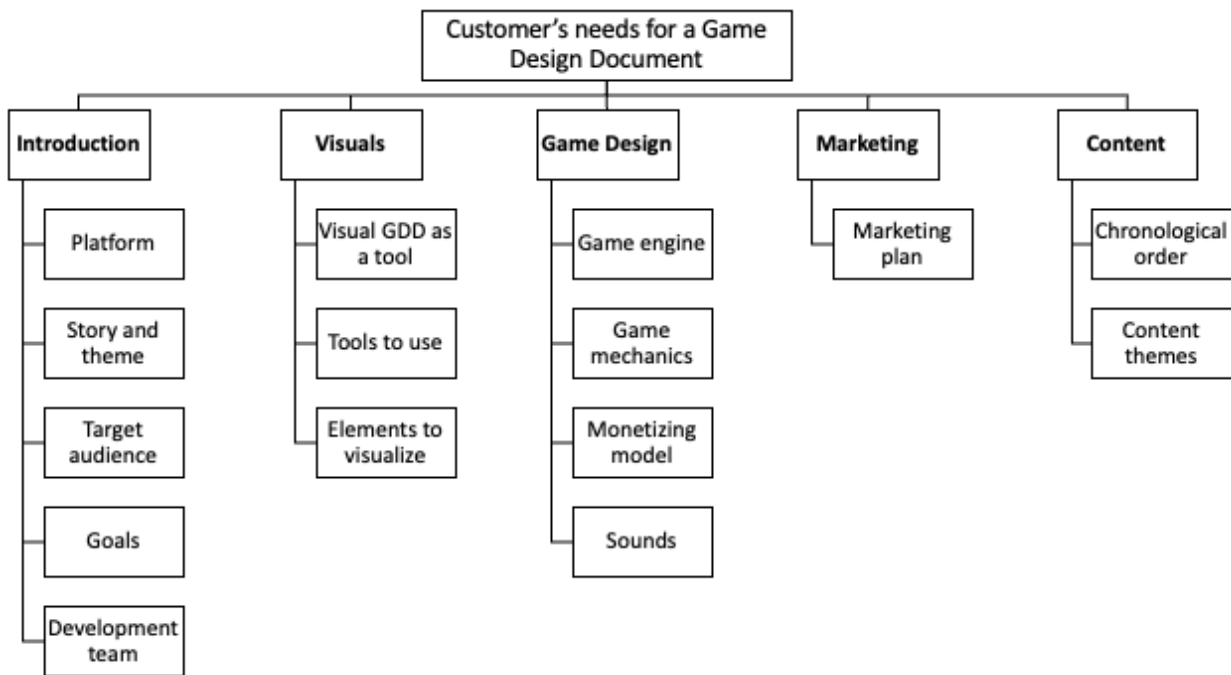 Customer’s needs for a Game
Design Document
Introduction
Platform
Story and
theme
Target
audience
Goals
Development
team
Visuals
Visual GDD as
a tool
Tools to use
Elements to
visualize
Game Design
Game engine
Game
mechanics
Monetizing
model
Sounds
Marketing
Marketing
plan
Content
Chronological
order
Content
themes